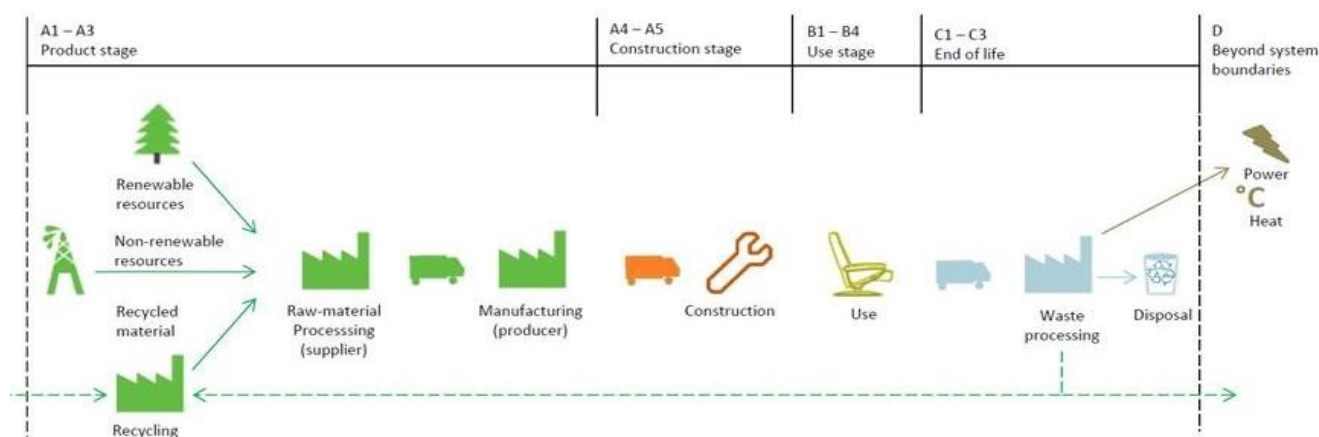 A1 – A3
Product stage
A4 – A5
Construction stage
B1 – B4
Use stage
C1 – C3
End of life
D
Beyond system
boundaries
Renewable
resources
Non-renewable
resources
Recycled
material
Recycling
Raw-material
Processsing
(supplier)
Manufacturing
(producer)
Construction
Use
Waste
processing
Disposal
Power
°C
Heat